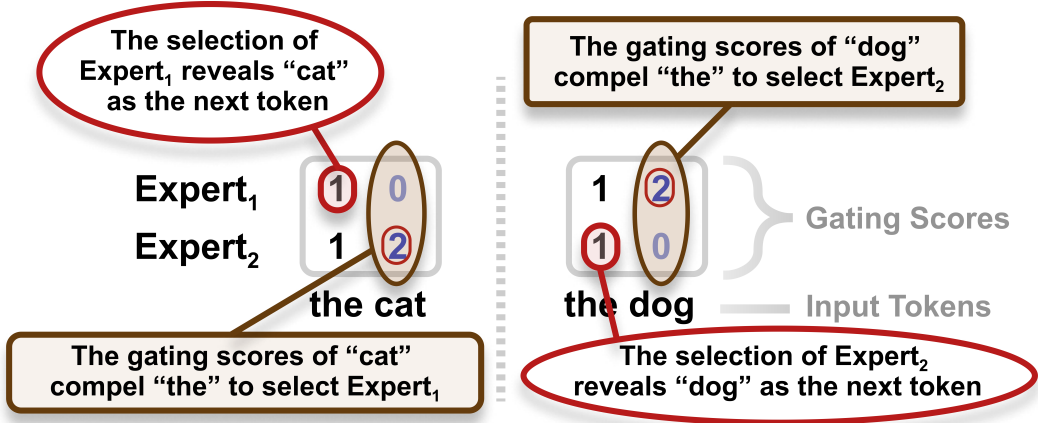 The selection of
Expert₁ reveals “cat”
as the next token
The gating scores of “dog”
compel “the” to select Expert₂
Expert₁ 1 0
Expert₂ 1 2
the cat
1 2
1 0
the dog
Gating Scores
Input Tokens
The gating scores of “cat”
compel “the” to select Expert₁
The selection of Expert₂
reveals “dog” as the next token